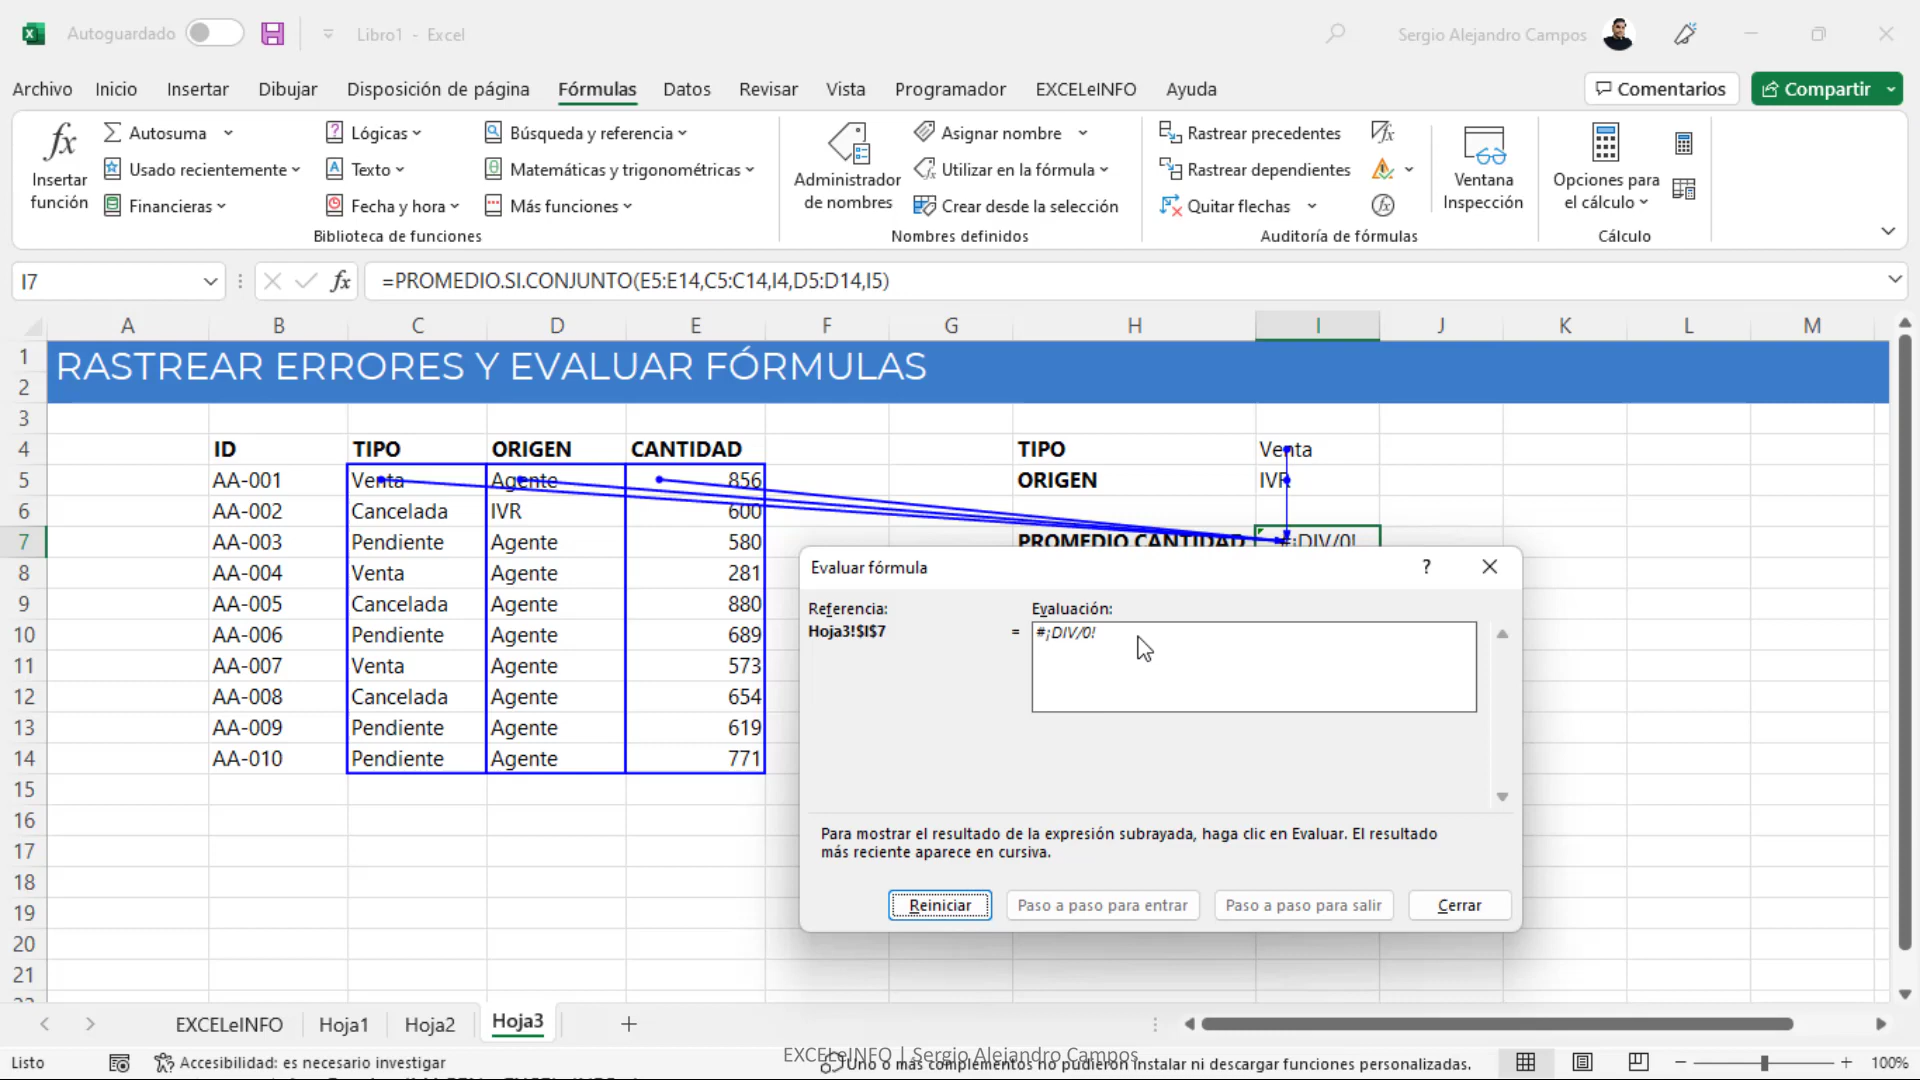 Autoguardado
Libro1 - Excel
Sergio Alejandro Campos
Archivo Inicio Insertar Dibujar Disposición de página Fórmulas Datos Revisar Vista Programador EXCELeINFO Ayuda
Comentarios
Compartir
Insertar función
Autosuma
Usado recientemente
Financieras
Lógicas
Texto
Fecha y hora
Búsqueda y referencia
Matemáticas y trigonométricas
Más funciones
Biblioteca de funciones
Administrador de nombres
Asignar nombre
Utilizar en la fórmula
Crear desde la selección
Nombres definidos
Rastrear precedentes
Rastrear dependientes
Quitar flechas
Auditoría de fórmulas
Ventana Inspección
Opciones para el cálculo
Cálculo
I7
fx
=PROMEDIO.SI.CONJUNTO(E5:E14,C5:C14,I4,D5:D14,I5)
A B C D E F G H I J K L M
1 RASTREAR ERRORES Y EVALUAR FÓRMULAS
2
3
4 ID TIPO ORIGEN CANTIDAD TIPO Venta
5 AA-001 Venta Agente 856 ORIGEN IVR
6 AA-002 Cancelada IVR 600
7 AA-003 Pendiente Agente 580 PROMEDIO CANTIDAD #¡DIV/0!
8 AA-004 Venta Agente 281
9 AA-005 Cancelada Agente 880
10 AA-006 Pendiente Agente 689
11 AA-007 Venta Agente 573
12 AA-008 Cancelada Agente 654
13 AA-009 Pendiente Agente 619
14 AA-010 Pendiente Agente 771
15
16
17
18
19
20
21
Evaluar fórmula
?
Referencia:
Evaluación:
Hoja3!$I$7 = #¡DIV/0!
Para mostrar el resultado de la expresión subrayada, haga clic en Evaluar. El resultado
más reciente aparece en cursiva.
Reiniciar
Paso a paso para entrar
Paso a paso para salir
Cerrar
EXCELeINFO Hoja1 Hoja2 Hoja3
Listo
Accesibilidad: es necesario investigar
EXCELeINFO | Sergio Alejandro Campos
Uno o más complementos no pudieron instalar ni descargar funciones personalizadas.
100%